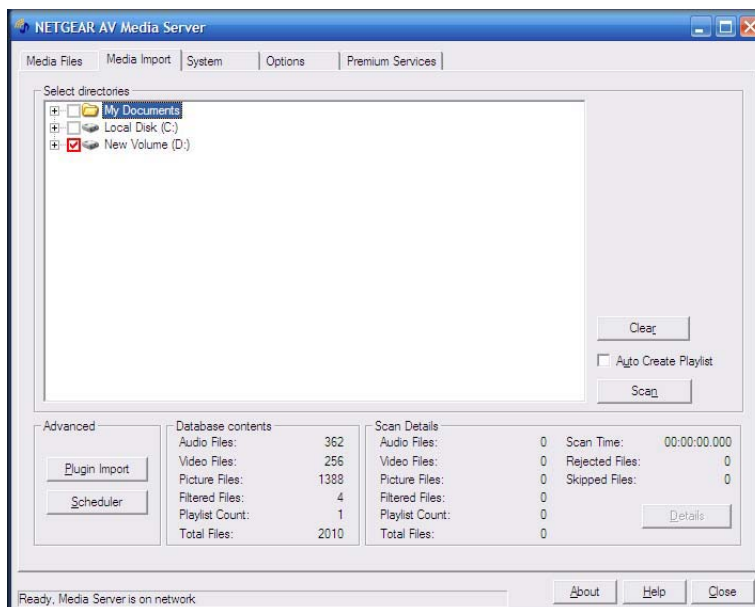 NETGEAR AV Media Server
Media Files Media Import System Options Premium Services
Select directories
My Documents
Local Disk (C:)
New Volume (D:)
Clear
Auto Create Playlist
Scan
Advanced
Plugin Import
Scheduler
Database contents
Audio Files: 362
Video Files: 256
Picture Files: 1388
Filtered Files: 4
Playlist Count: 1
Total Files: 2010
Scan Details
Audio Files: 0
Video Files: 0
Picture Files: 0
Filtered Files: 0
Playlist Count: 0
Total Files: 0
Scan Time: 00:00:00.000
Rejected Files: 0
Skipped Files: 0
Details
Ready, Media Server is on network
About Help Close